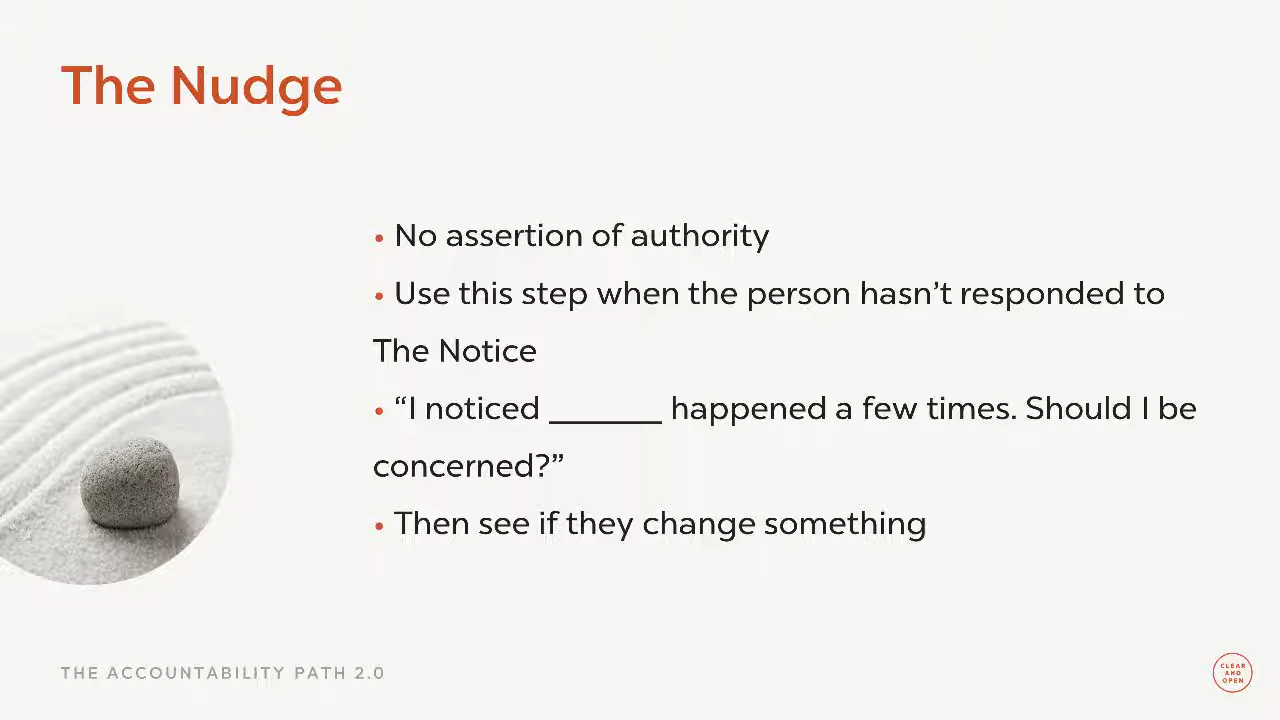 The Nudge
• No assertion of authority
• Use this step when the person hasn’t responded to
The Notice
• “I noticed _______ happened a few times. Should I be
concerned?”
• Then see if they change something
THE ACCOUNTABILITY PATH 2.0
CLEAR
AND
OPEN